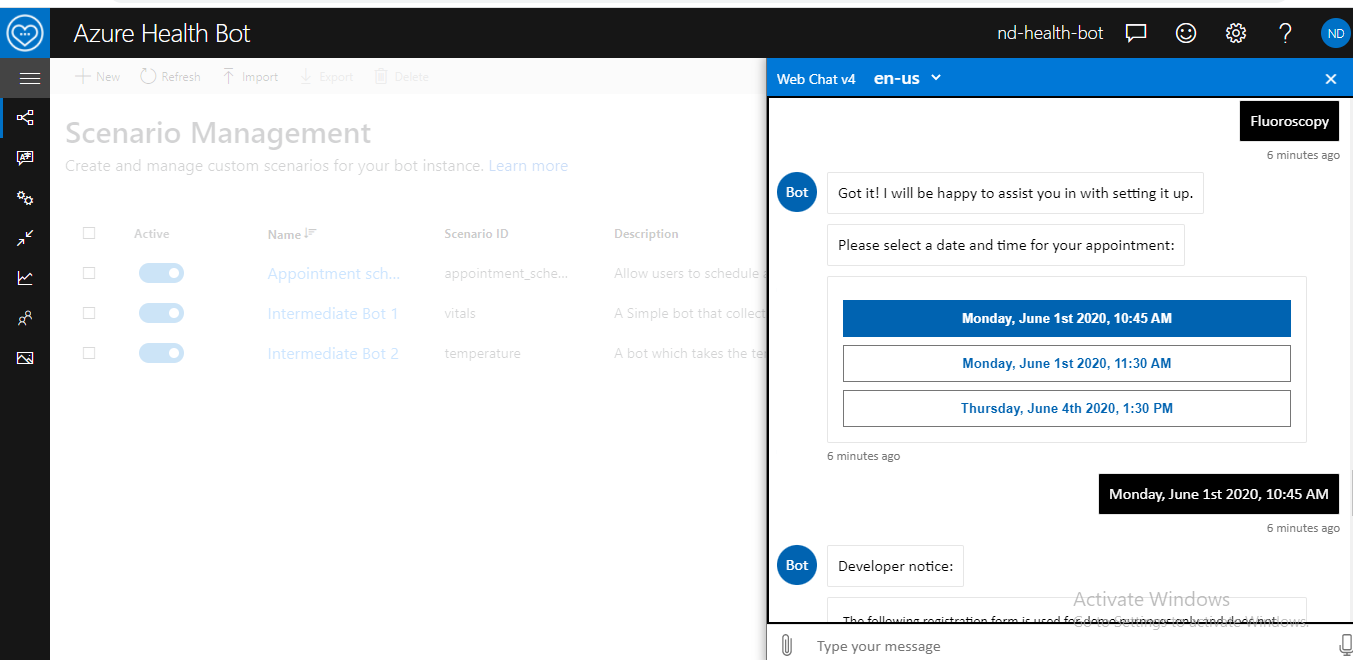 Azure Health Bot
nd-health-bot
ND
New Refresh Import Export Delete
Scenario Management
Create and manage custom scenarios for your bot instance. Learn more
Active Name Scenario ID Description
Appointment sch... appointment_sche... Allow users to schedule
Intermediate Bot 1 vitals A Simple bot that collect
Intermediate Bot 2 temperature A bot which takes the
Web Chat v4 en-us
Fluoroscopy
6 minutes ago
Bot
Got it! I will be happy to assist you in with setting it up.
Please select a date and time for your appointment:
Monday, June 1st 2020, 10:45 AM
Monday, June 1st 2020, 11:30 AM
Thursday, June 4th 2020, 1:30 PM
6 minutes ago
Monday, June 1st 2020, 10:45 AM
6 minutes ago
Bot
Developer notice:
The following registration form is used for demo purposes only and does not
Activate Windows
Go to Settings to activate Windows.
Type your message